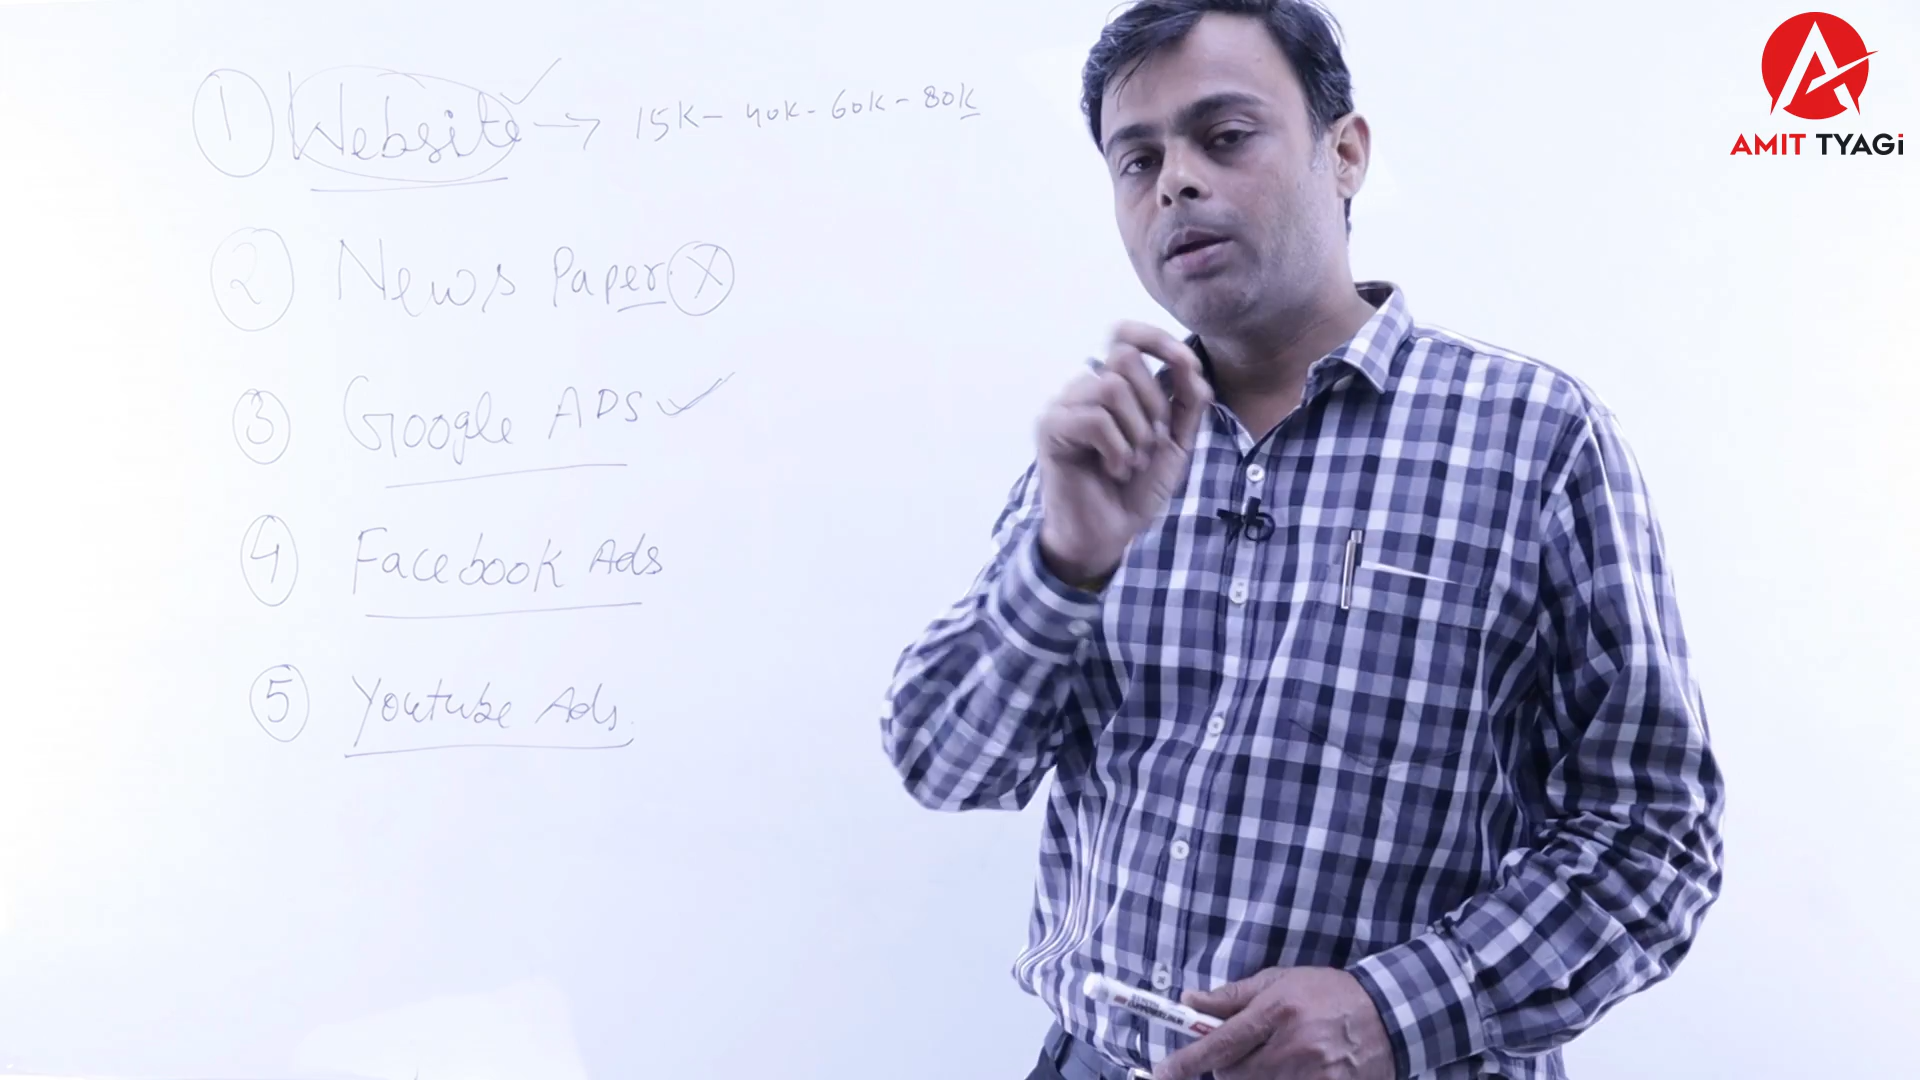 ① Website ✓ → 15K - 40K - 60K - 80K
② News Paper ⓧ
③ Google ADS ✓
④ Facebook Ads
⑤ Youtube Ads.
AMIT TYAGi